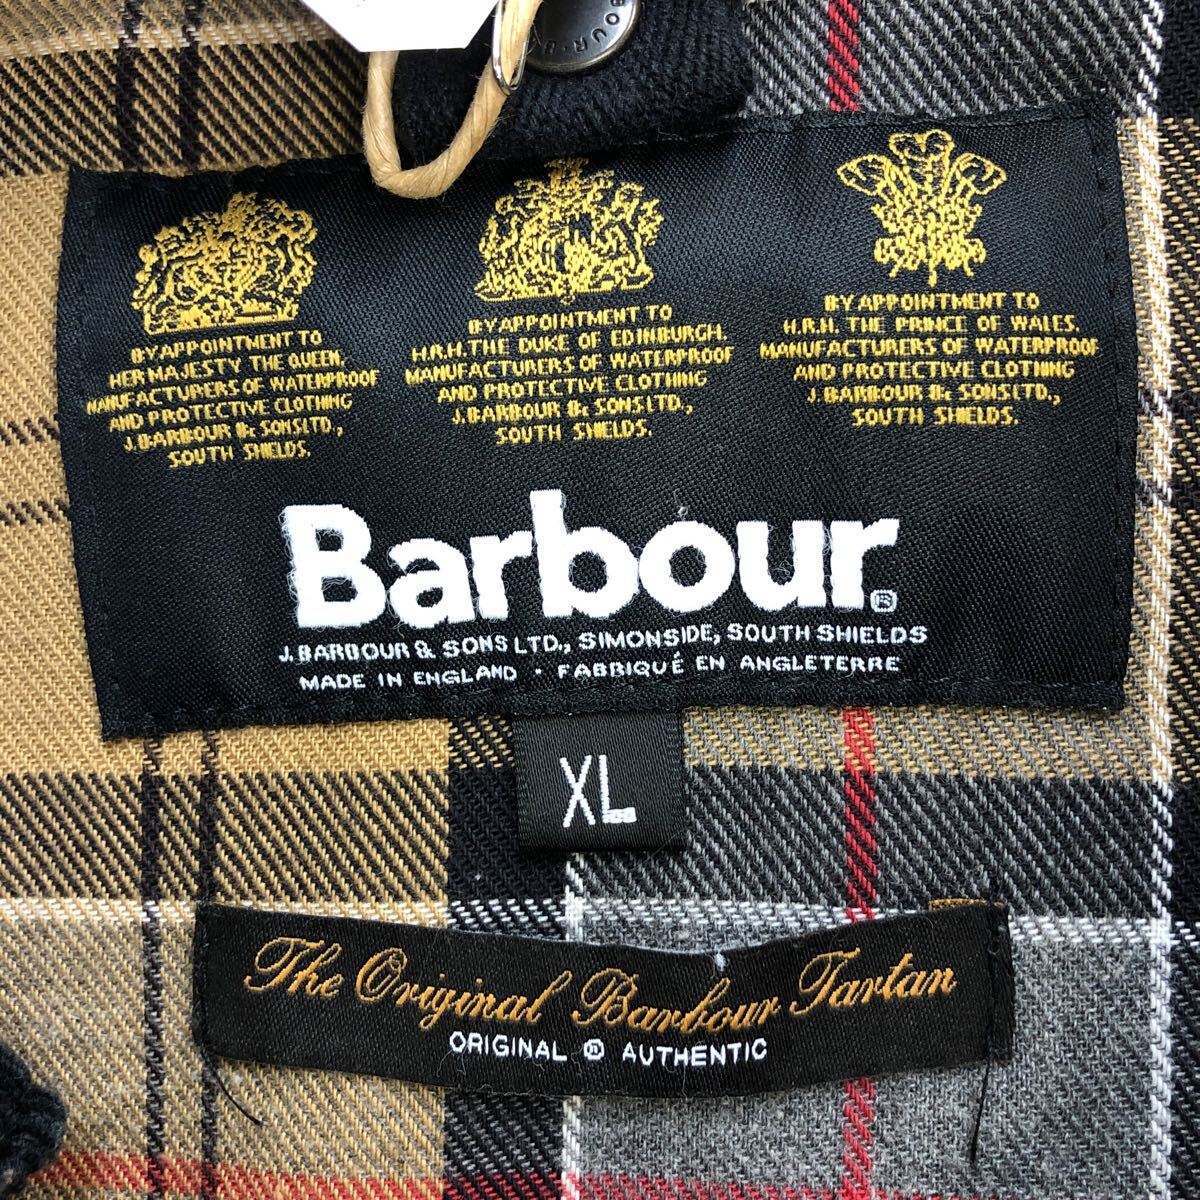 BOUR · B
BY APPOINTMENT TO
HER MAJESTY THE QUEEN.
MANUFACTURERS OF WATERPROOF
AND PROTECTIVE CLOTHING
J. BARBOUR & SONS LTD.,
SOUTH SHIELDS.
BY APPOINTMENT TO
H.R.H. THE DUKE OF EDINBURGH.
MANUFACTURERS OF WATERPROOF
AND PROTECTIVE CLOTHING
J. BARBOUR & SONS LTD.,
SOUTH SHIELDS.
BY APPOINTMENT TO
H.R.H. THE PRINCE OF WALES.
MANUFACTURERS OF WATERPROOF
AND PROTECTIVE CLOTHING
J. BARBOUR & SONS LTD.,
SOUTH SHIELDS.
Barbour®
J. BARBOUR & SONS LTD., SIMONSIDE, SOUTH SHIELDS
MADE IN ENGLAND · FABRIQUÉ EN ANGLETERRE
XL
The Original Barbour Tartan
ORIGINAL ® AUTHENTIC